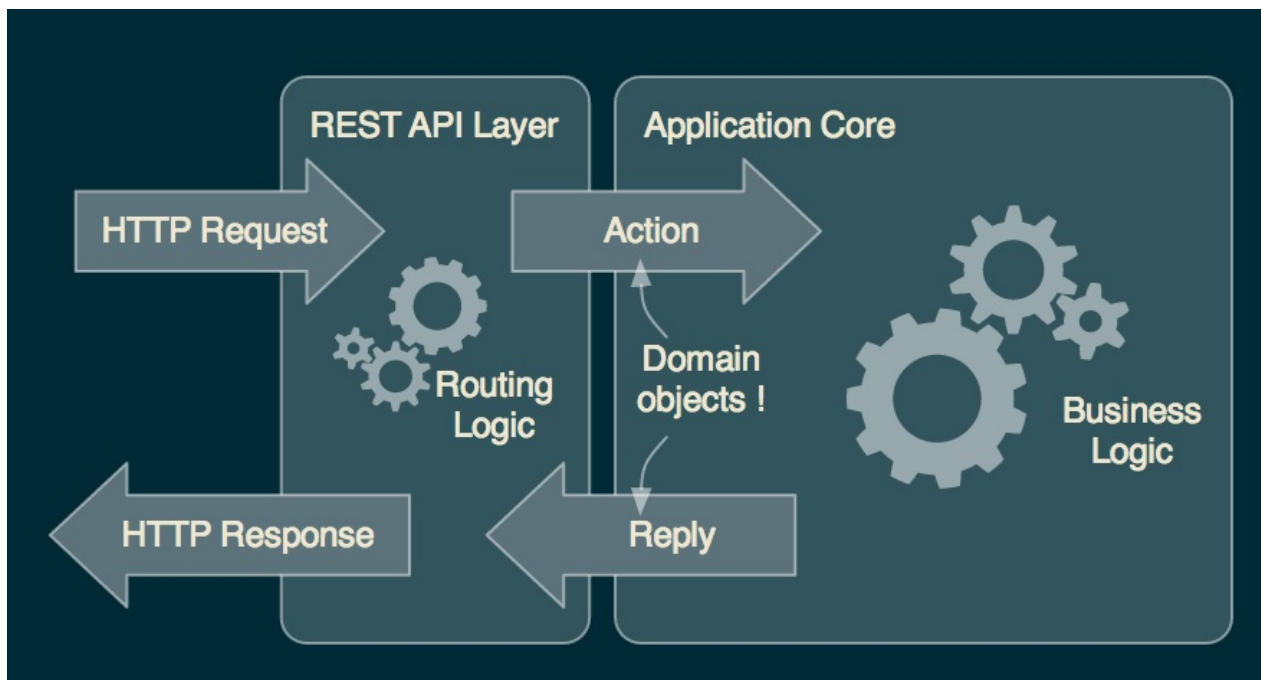 REST API Layer
Application Core
HTTP Request
Action
Domain
objects !
Routing
Logic
Business
Logic
HTTP Response
Reply